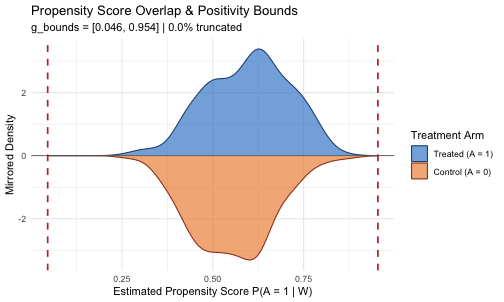 Propensity Score Overlap & Positivity Bounds
g_bounds = [0.046, 0.954] | 0.0% truncated
Mirrored Density
2
0
-2
0.25 0.50 0.75
Estimated Propensity Score P(A = 1 | W)
Treatment Arm
Treated (A = 1)
Control (A = 0)